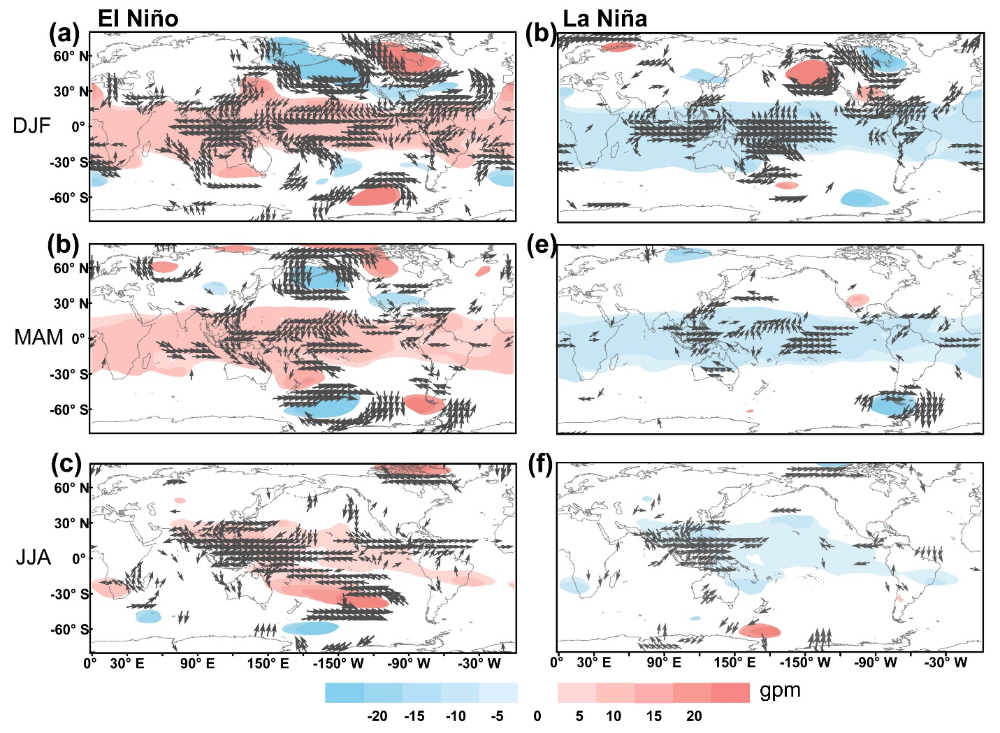 El Niño
La Niña
(a)
(b)
60° N
30° N
DJF
0°
-30° S
-60° S
(b)
(e)
60° N
30° N
MAM
0°
-30° S
-60° S
(c)
(f)
60° N
30° N
JJA
0°
-30° S
-60° S
0° 30° E 90° E 150 °E -150° W -90° W -30° W
0° 30° E 90° E 150 °E -150° W -90° W -30° W
gpm
-20 -15 -10 -5 0 5 10 15 20